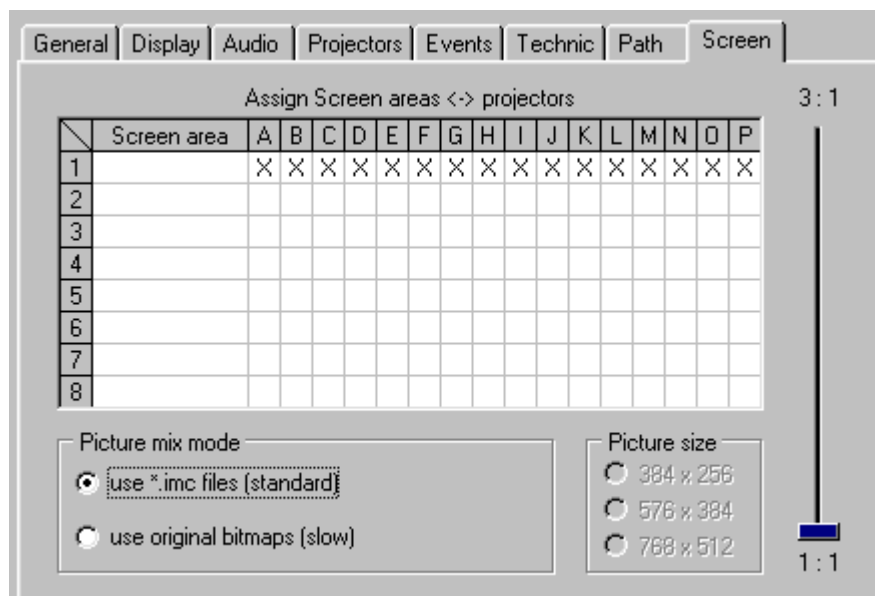 General Display Audio Projectors Events Technic Path Screen
Assign Screen areas <-> projectors
3 : 1
Screen area A B C D E F G H I J K L M N O P
1 X X X X X X X X X X X X X X X X
2
3
4
5
6
7
8
Picture mix mode
use *.imc files (standard)
use original bitmaps (slow)
Picture size
384 x 256
576 x 384
768 x 512
1 : 1